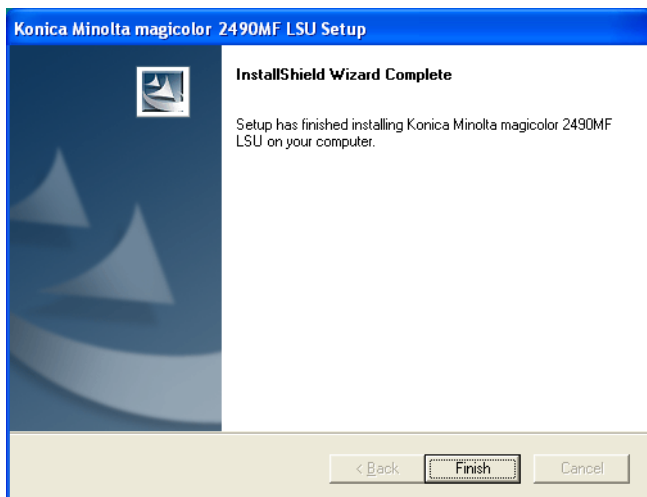 Konica Minolta magicolor 2490MF LSU Setup
InstallShield Wizard Complete
Setup has finished installing Konica Minolta magicolor 2490MF
LSU on your computer.
< Back
Finish
Cancel